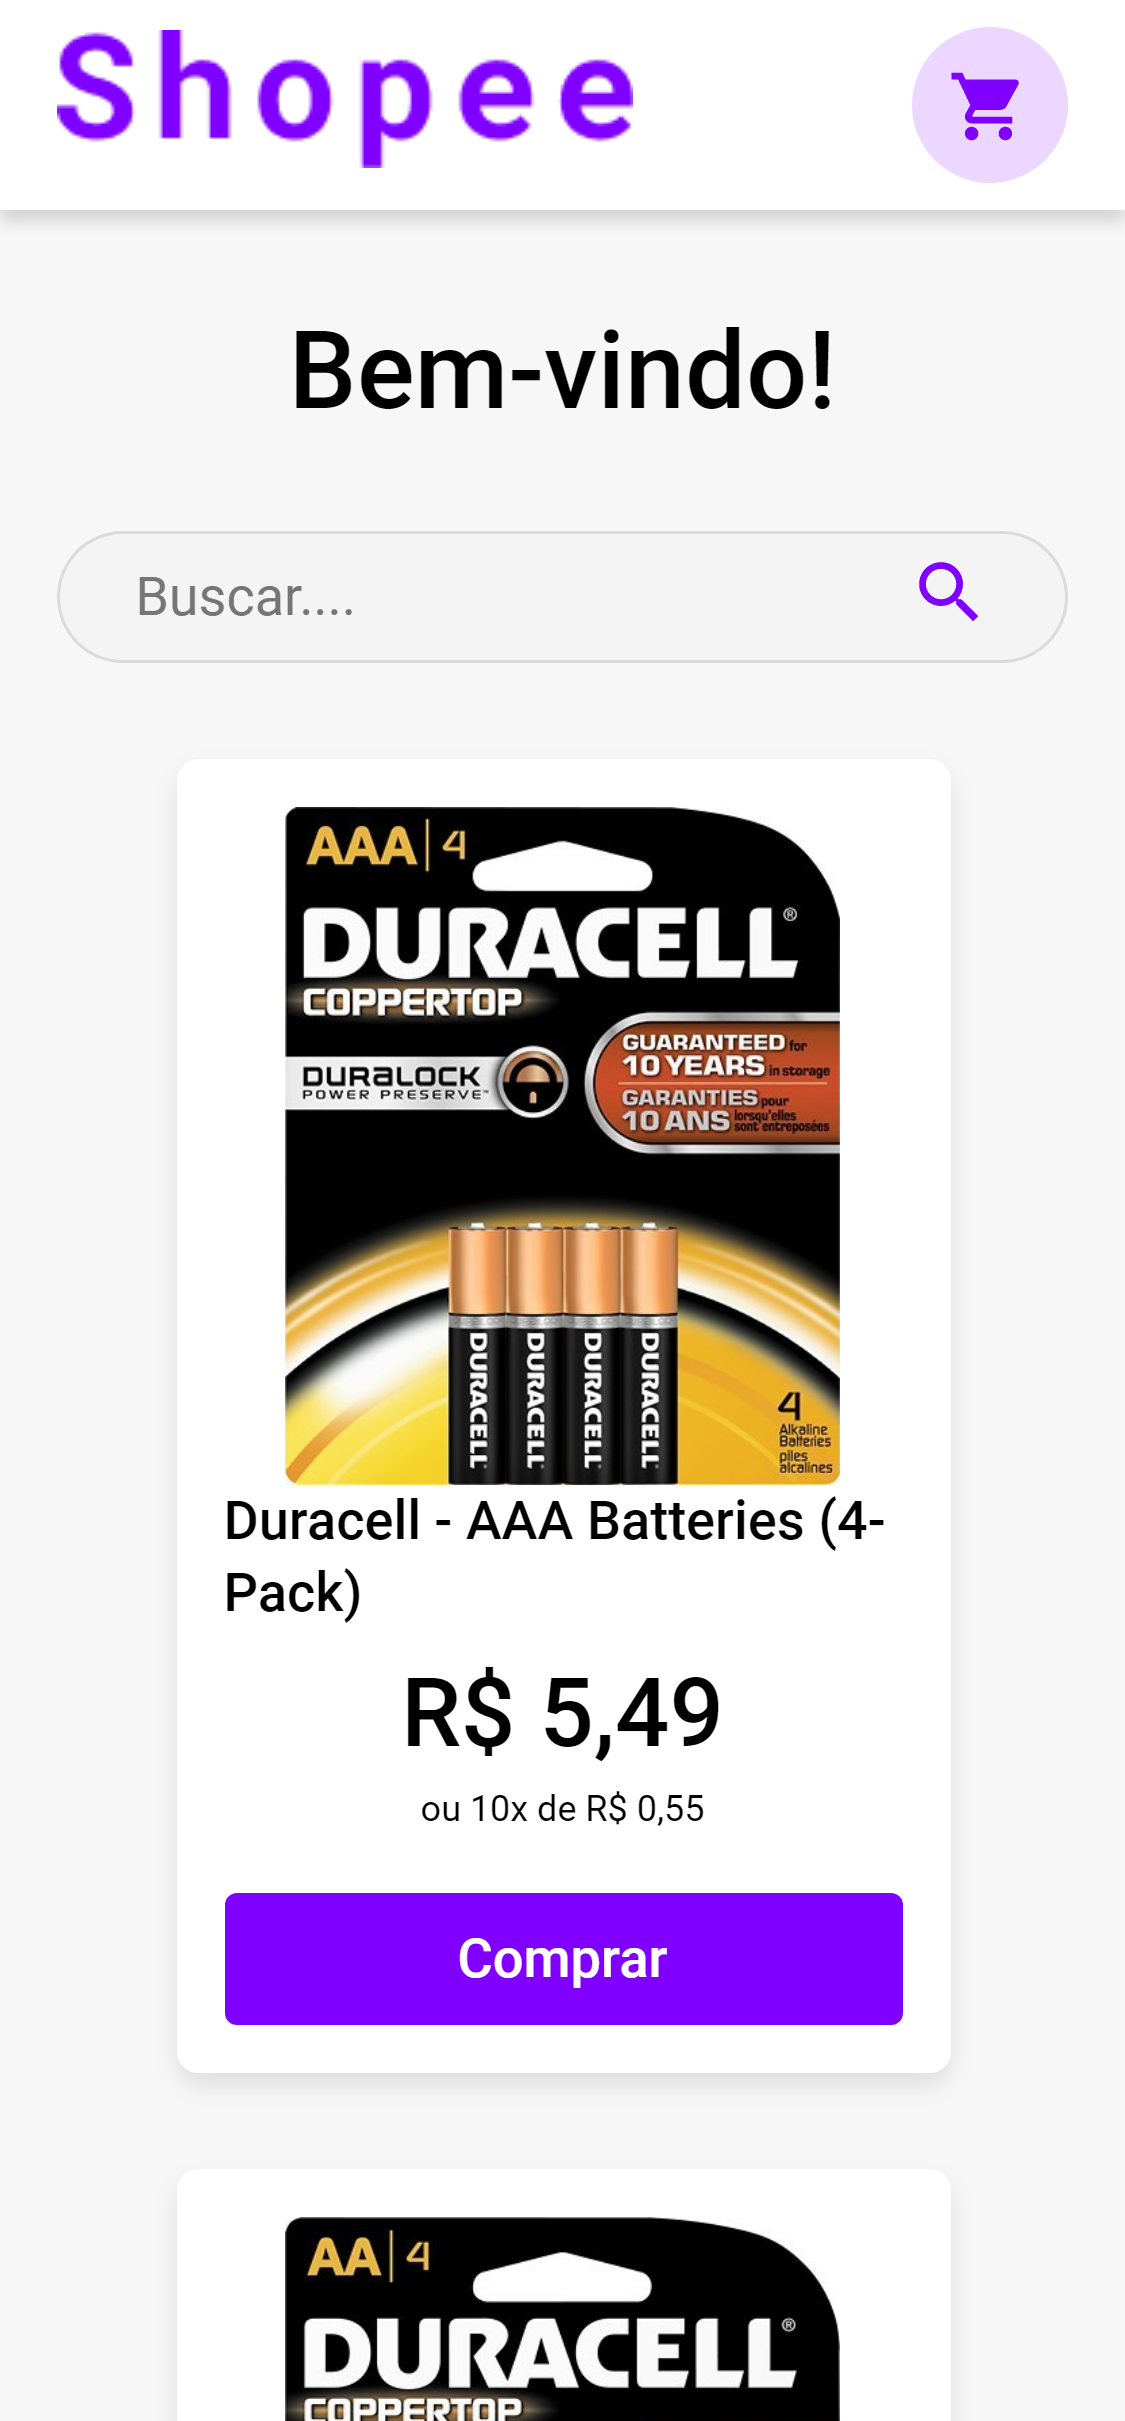 Shopee
Bem-vindo!
Buscar....
AAA 4
DURACELL®
COPPERTOP
GUARANTEED for
10 YEARS in storage
DURALOCK
POWER PRESERVE™
GARANTIES pour
10 ANS lorsqu'elles
sont entreposées
DURACELL DURACELL DURACELL DURACELL
4
Alkaline
Batteries
piles
alcalines
Duracell - AAA Batteries (4-
Pack)
R$ 5,49
ou 10x de R$ 0,55
Comprar
AA 4
DURACELL®
COPPERTOP